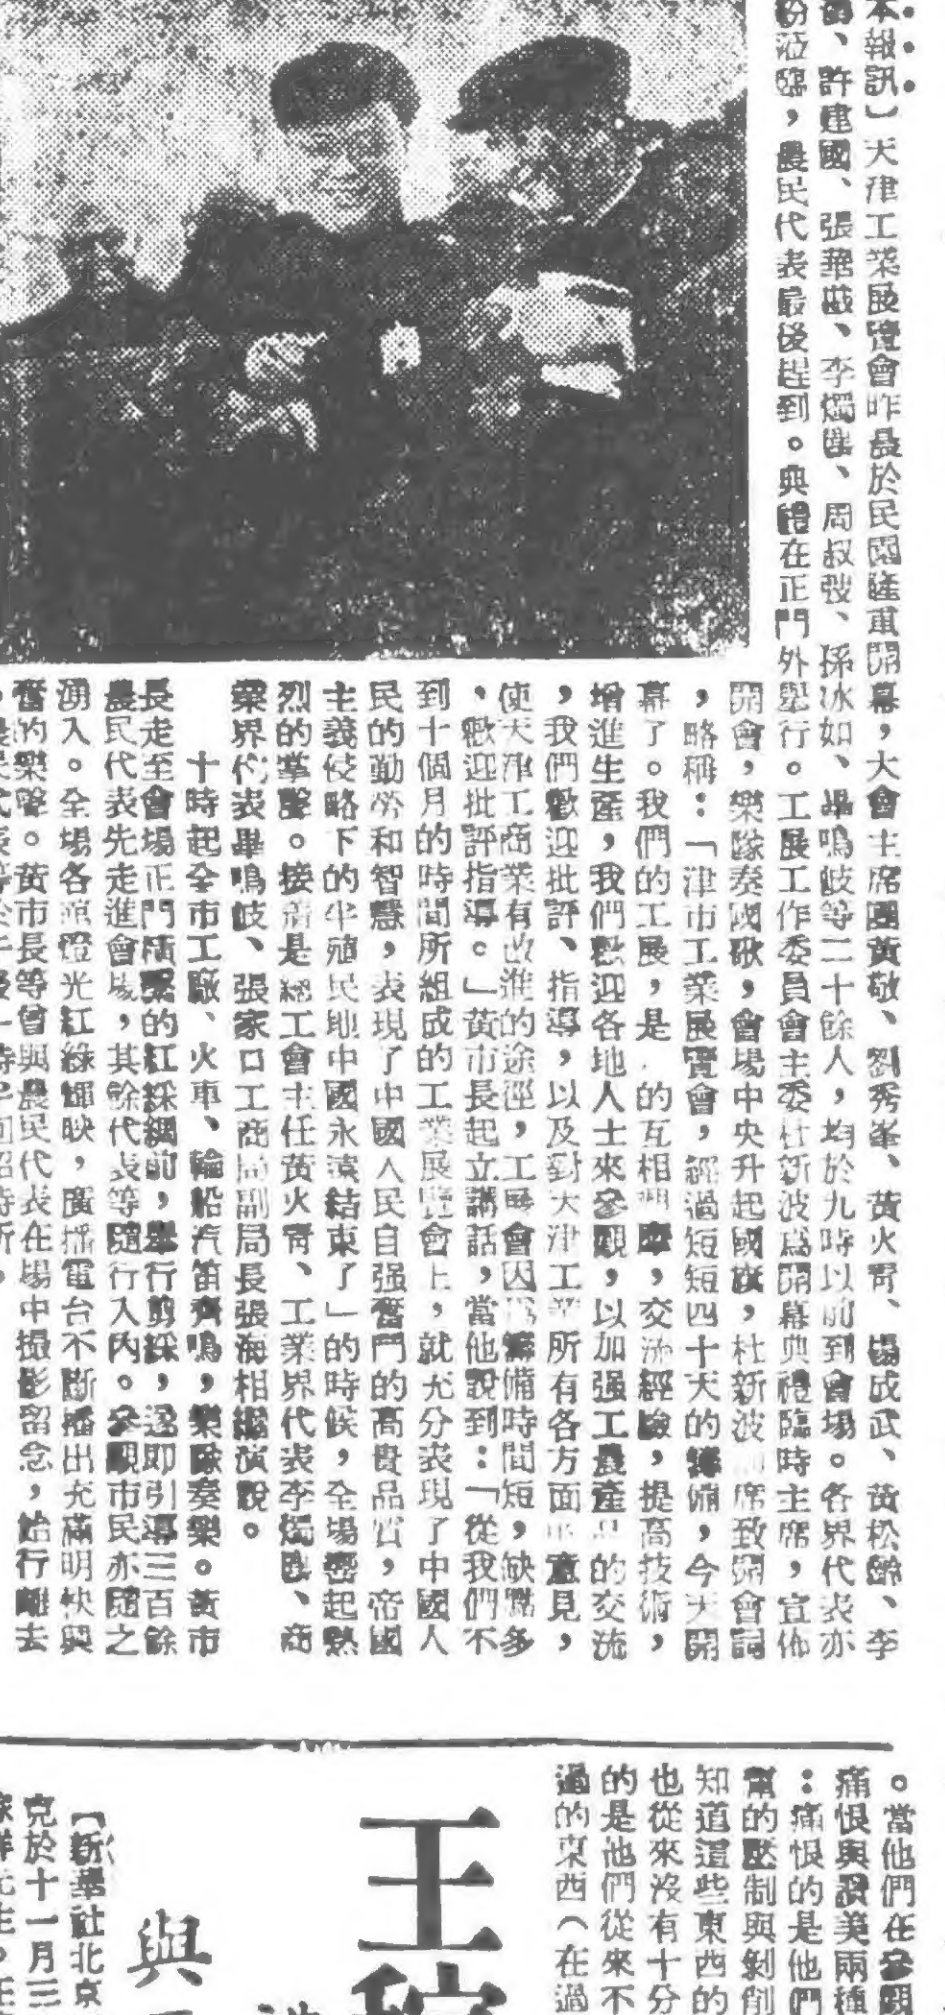 本報訊〕天津工業展覽會昨晨於民園隆重開幕，大會主席團黃敬、劉秀峯、黃火青、楊成武、黃松齡、李
、許建國、張華、李燭塵、周叔弢、孫冰如、畢鳴岐等二十餘人，均於九時以前到會場。各界代表亦
紛蒞臨，農民代表最後趕到。典禮在正門外舉行。工展工作委員會主委杜新波爲開幕典禮臨時主席，宣佈
開會，樂隊奏國歌，會場中央升起國旗，杜新波主席致開會詞
，略稱：「津市工業展覽會，經過短短四十天的籌備，今天開
幕了。我們的工展，是的互相觀摩，交流經驗，提高技術，
增進生產，我們歡迎各地人士來參觀，以加强工農產品的交流
，我們歡迎批評、指導，以及對天津工業所有各方面的意見，
使天津工商業有改進的途徑，工展會因爲籌備時間短，缺點多
，歡迎批評指導。」黃市長起立講話，當他說到：「從我們不
到十個月的時間所組成的工業展覽會上，就充分表現了中國人
民的勤勞和智慧，表現了中國人民自强奮鬥的高貴品質，帝國
主義侵略下的半殖民地中國永遠結束了」的時候，全場響起熱
烈的掌聲。接着是總工會主任黃火青、工業界代表李燭塵、商
業界代表畢鳴岐、張家口工商局副局長張海相繼演說。
十時起全市工廠、火車、輪船汽笛齊鳴，樂隊奏樂。黃市
長走至會場正門橫繫的紅綵綢前，舉行剪綵，遂即引導三百餘
農民代表先走進會場，其餘代表等隨行入內。參觀市民亦隨之
湧入。全場各館燈光紅綠輝映，廣播電台不斷播出充滿明快興
奮的樂聲。黃市長等曾與農民代表在場中攝影留念，始行離去
。當他們在參觀
痛恨與讚美兩種
：痛恨的是他們
的壓制與剝削
知道這些東西的
也從來沒有十分
的是他們從來不
過的東西（在過
王稼
與
〔新華社北京
克於十一月三